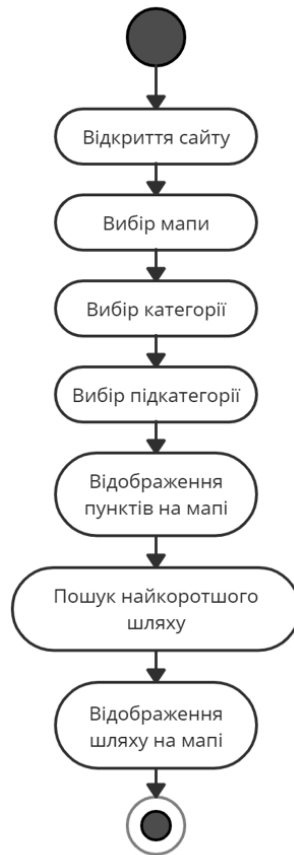 Відкриття сайту
Вибір мапи
Вибір категорії
Вибір підкатегорії
Відображення
пунктів на мапі
Пошук найкоротшого
шляху
Відображення
шляху на мапі